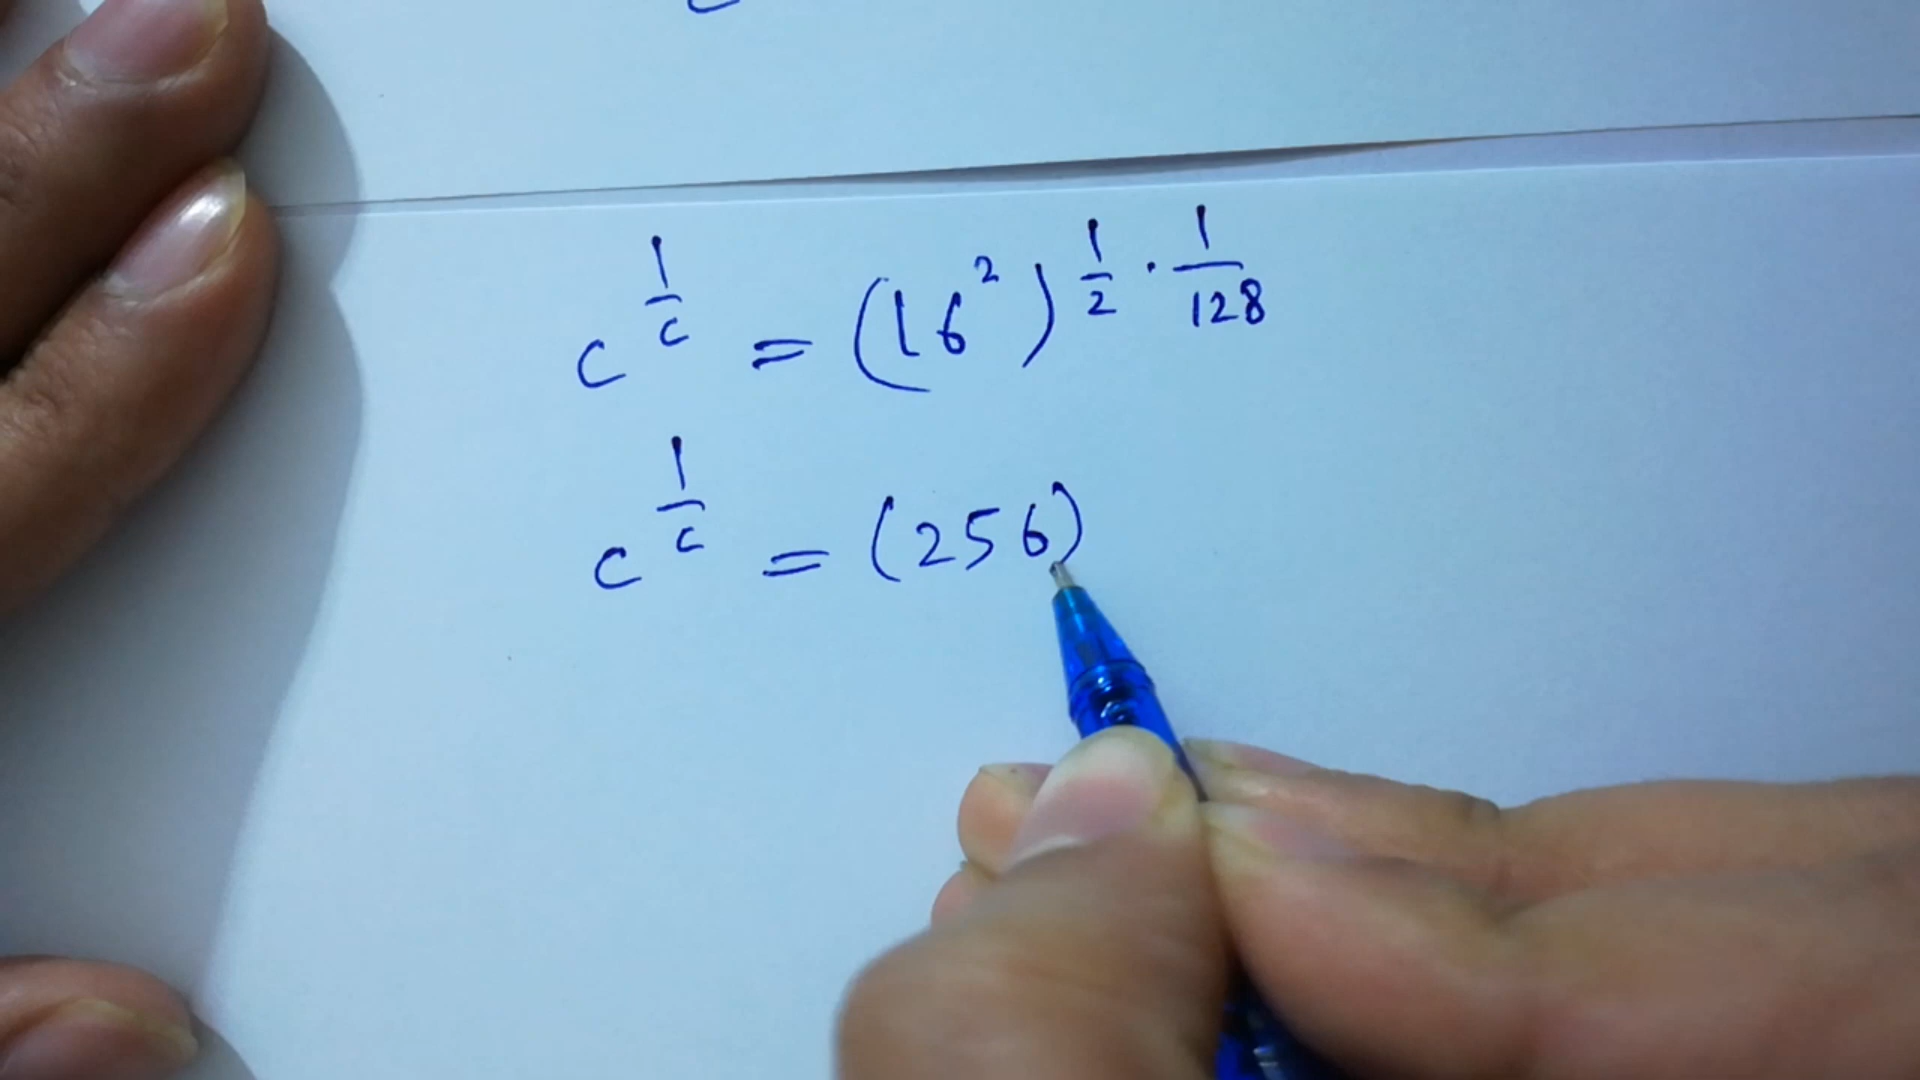 c^(1/c) = (16²)^(1/2 · 1/128)
c^(1/c) = (256)